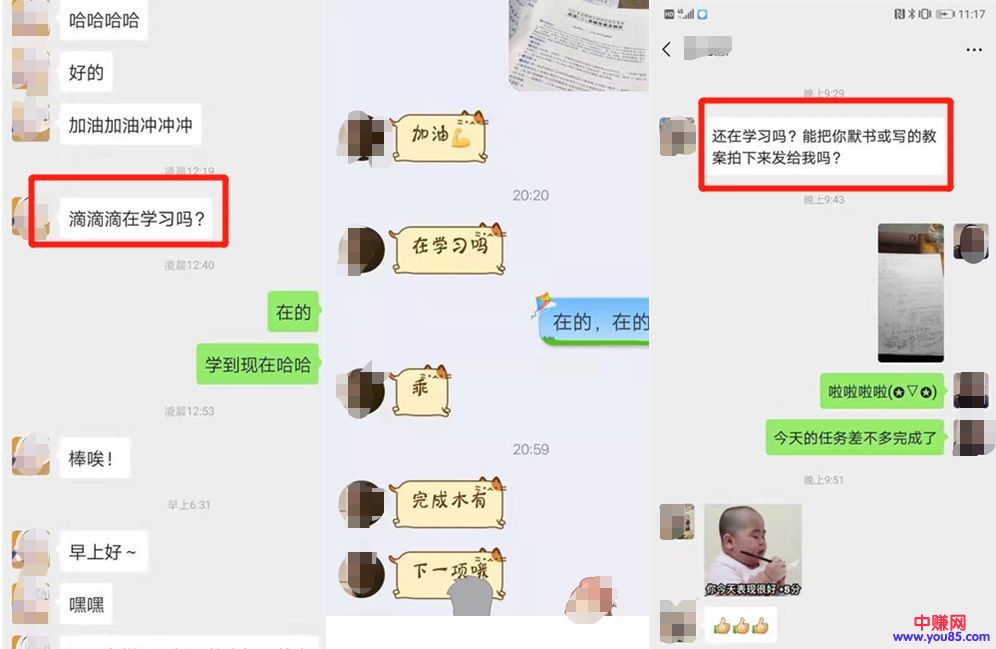 哈哈哈哈
好的
加油加油冲冲冲
凌晨12:19
滴滴滴在学习吗?
凌晨12:40
在的
学到现在哈哈
凌晨12:53
棒唉!
早上6:31
早上好~
嘿嘿
加油
20:20
在学习吗
在的,在的
乖
20:59
完成木有
下一项哦
HD 4G
11:17
晚上9:29
还在学习吗?能把你默书或写的教
案拍下来发给我吗?
晚上9:43
啦啦啦啦(✪▽✪)
今天的任务差不多完成了
晚上9:51
你今天表现很好 +8分
中赚网
www.you85.com